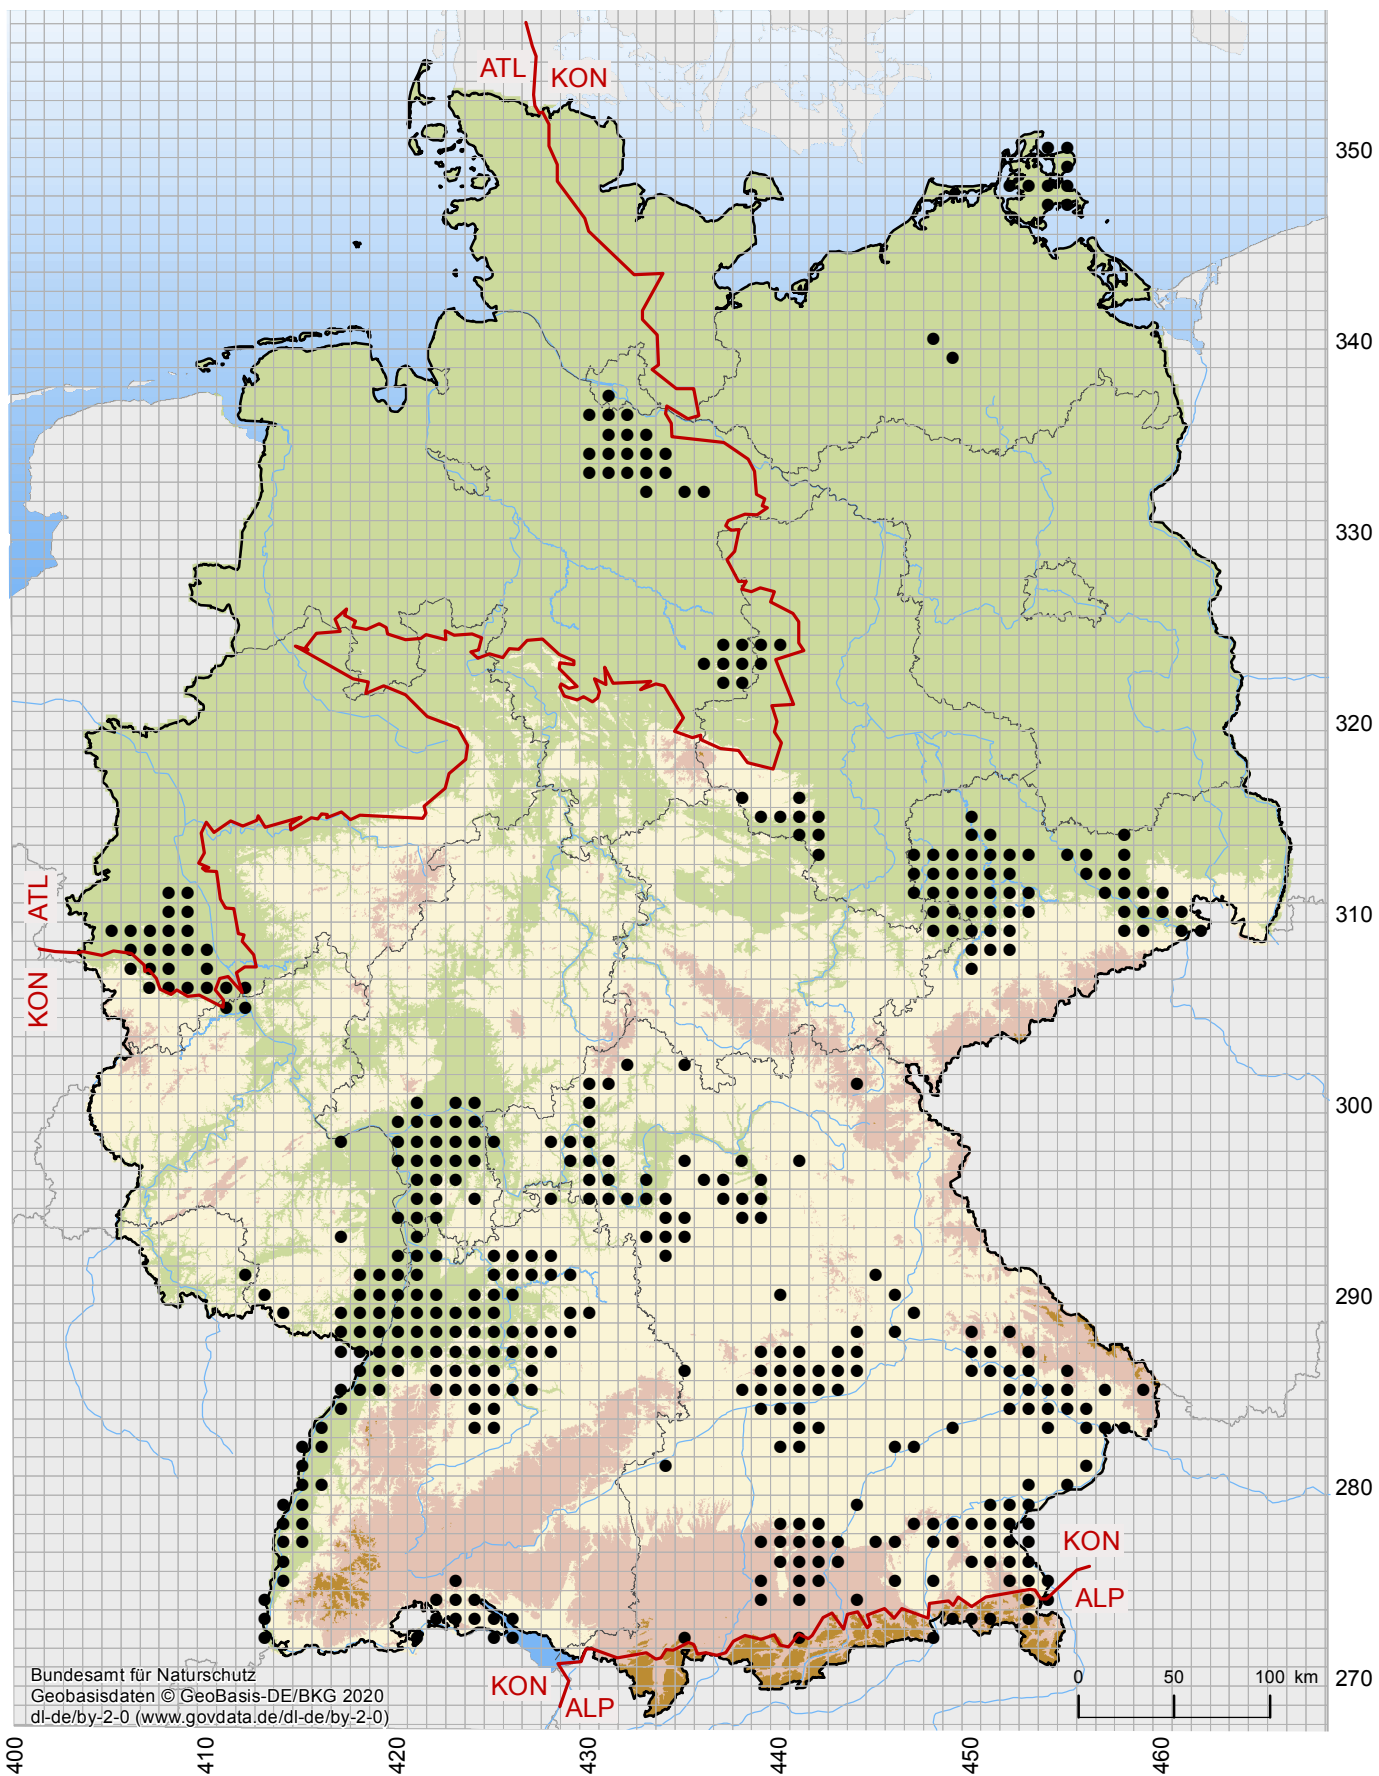 ATL
KON
350
340
330
320
310
300
290
280
270
ATL
KON
KON
ALP
KON
ALP
0 50 100 km
Bundesamt für Naturschutz
Geobasisdaten © GeoBasis-DE/BKG 2020
dl-de/by-2-0 (www.govdata.de/dl-de/by-2-0)
400
410
420
430
440
450
460